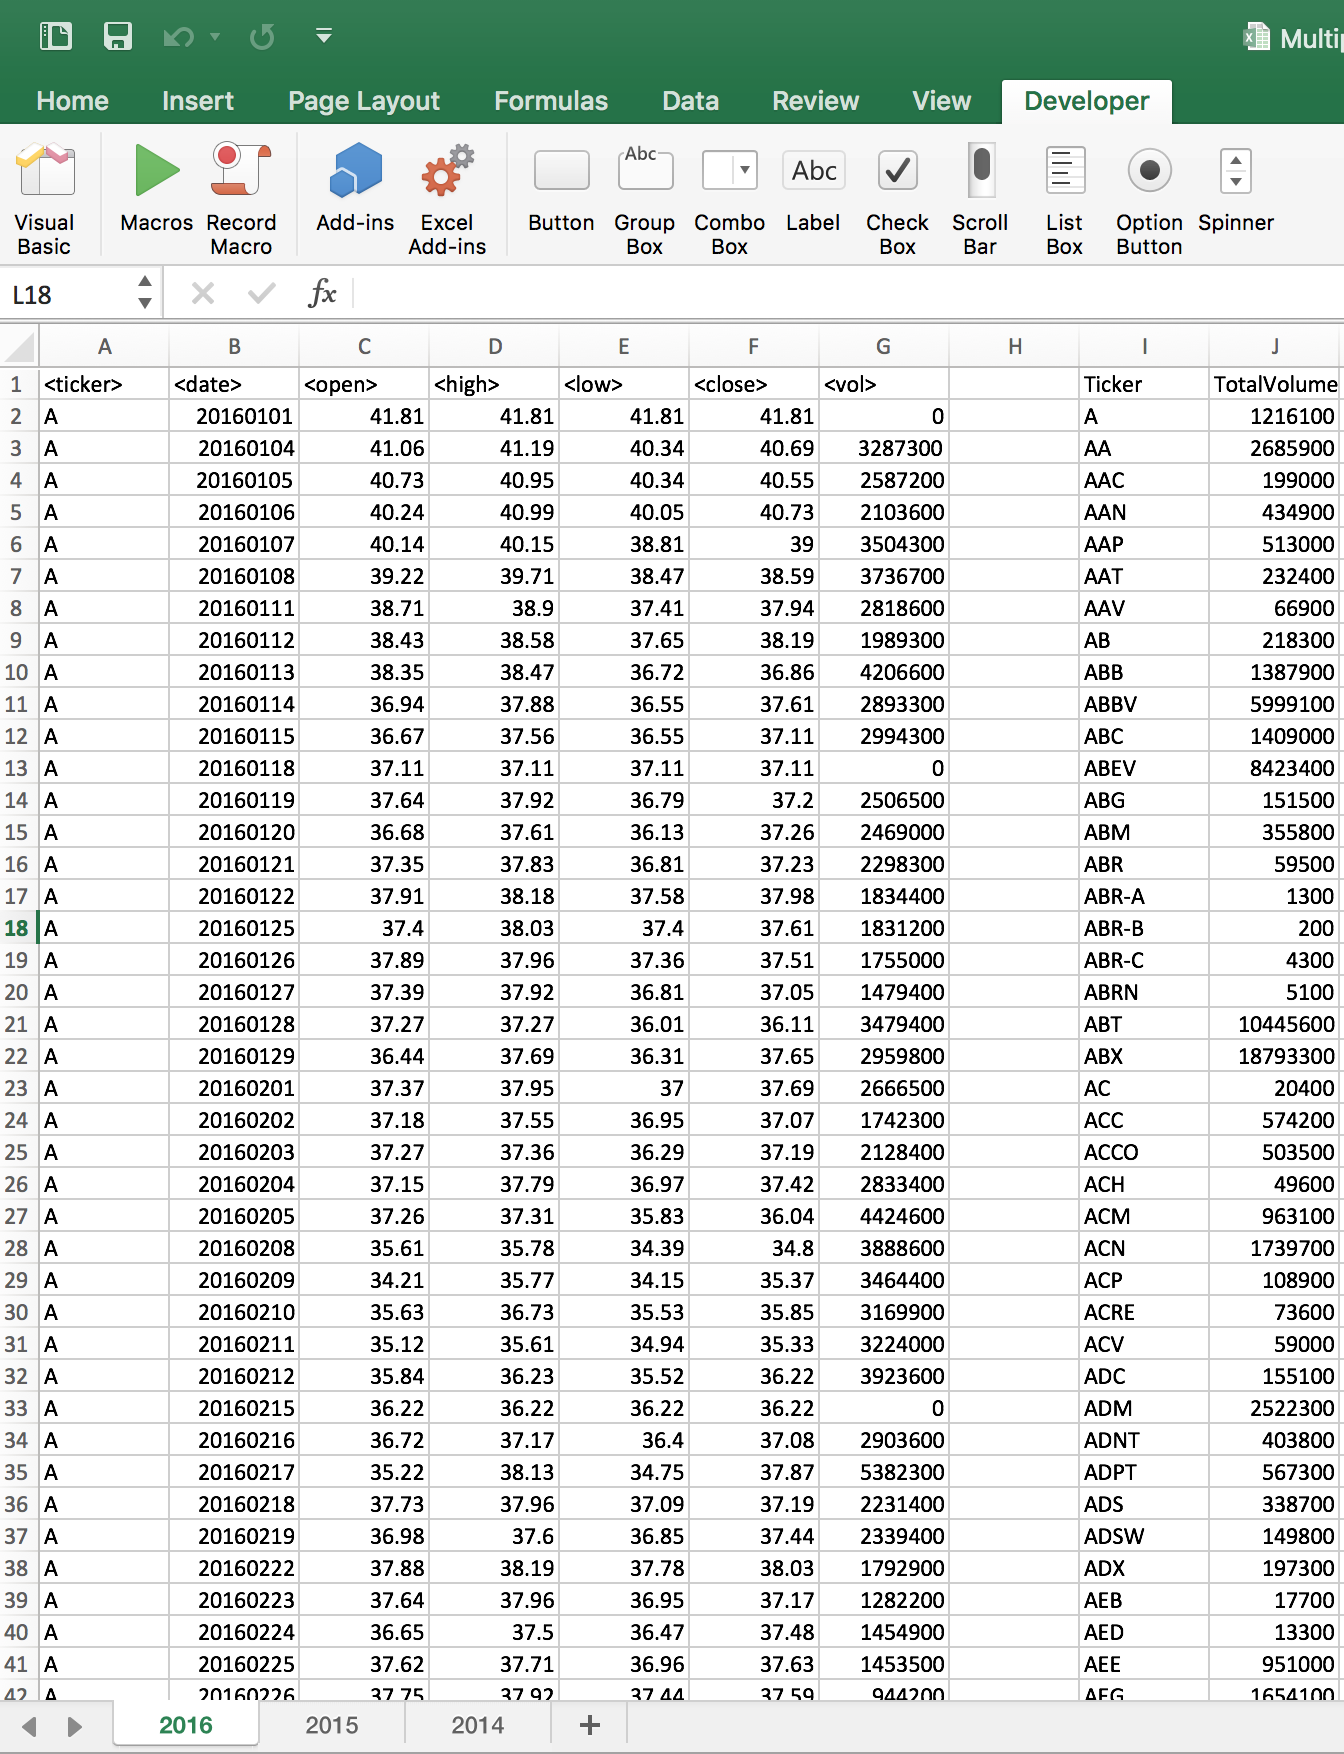 Multip
Home Insert Page Layout Formulas Data Review View Developer
Abc Abc
Visual Basic Macros Record Macro Add-ins Excel Add-ins Button Group Box Combo Box Label Check Box Scroll Bar List Box Option Button Spinner
L18 fx
A B C D E F G H I J
1 <ticker> <date> <open> <high> <low> <close> <vol> Ticker TotalVolume
2 A 20160101 41.81 41.81 41.81 41.81 0 A 1216100
3 A 20160104 41.06 41.19 40.34 40.69 3287300 AA 2685900
4 A 20160105 40.73 40.95 40.34 40.55 2587200 AAC 199000
5 A 20160106 40.24 40.99 40.05 40.73 2103600 AAN 434900
6 A 20160107 40.14 40.15 38.81 39 3504300 AAP 513000
7 A 20160108 39.22 39.71 38.47 38.59 3736700 AAT 232400
8 A 20160111 38.71 38.9 37.41 37.94 2818600 AAV 66900
9 A 20160112 38.43 38.58 37.65 38.19 1989300 AB 218300
10 A 20160113 38.35 38.47 36.72 36.86 4206600 ABB 1387900
11 A 20160114 36.94 37.88 36.55 37.61 2893300 ABBV 5999100
12 A 20160115 36.67 37.56 36.55 37.11 2994300 ABC 1409000
13 A 20160118 37.11 37.11 37.11 37.11 0 ABEV 8423400
14 A 20160119 37.64 37.92 36.79 37.2 2506500 ABG 151500
15 A 20160120 36.68 37.61 36.13 37.26 2469000 ABM 355800
16 A 20160121 37.35 37.83 36.81 37.23 2298300 ABR 59500
17 A 20160122 37.91 38.18 37.58 37.98 1834400 ABR-A 1300
18 A 20160125 37.4 38.03 37.4 37.61 1831200 ABR-B 200
19 A 20160126 37.89 37.96 37.36 37.51 1755000 ABR-C 4300
20 A 20160127 37.39 37.92 36.81 37.05 1479400 ABRN 5100
21 A 20160128 37.27 37.27 36.01 36.11 3479400 ABT 10445600
22 A 20160129 36.44 37.69 36.31 37.65 2959800 ABX 18793300
23 A 20160201 37.37 37.95 37 37.69 2666500 AC 20400
24 A 20160202 37.18 37.55 36.95 37.07 1742300 ACC 574200
25 A 20160203 37.27 37.36 36.29 37.19 2128400 ACCO 503500
26 A 20160204 37.15 37.79 36.97 37.42 2833400 ACH 49600
27 A 20160205 37.26 37.31 35.83 36.04 4424600 ACM 963100
28 A 20160208 35.61 35.78 34.39 34.8 3888600 ACN 1739700
29 A 20160209 34.21 35.77 34.15 35.37 3464400 ACP 108900
30 A 20160210 35.63 36.73 35.53 35.85 3169900 ACRE 73600
31 A 20160211 35.12 35.61 34.94 35.33 3224000 ACV 59000
32 A 20160212 35.84 36.23 35.52 36.22 3923600 ADC 155100
33 A 20160215 36.22 36.22 36.22 36.22 0 ADM 2522300
34 A 20160216 36.72 37.17 36.4 37.08 2903600 ADNT 403800
35 A 20160217 35.22 38.13 34.75 37.87 5382300 ADPT 567300
36 A 20160218 37.73 37.96 37.09 37.19 2231400 ADS 338700
37 A 20160219 36.98 37.6 36.85 37.44 2339400 ADSW 149800
38 A 20160222 37.88 38.19 37.78 38.03 1792900 ADX 197300
39 A 20160223 37.64 37.96 36.95 37.17 1282200 AEB 17700
40 A 20160224 36.65 37.5 36.47 37.48 1454900 AED 13300
41 A 20160225 37.62 37.71 36.96 37.63 1453500 AEE 951000
42 A 20160226 37.75 37.92 37.44 37.59 944200 AEG 1654100
2016 2015 2014 +